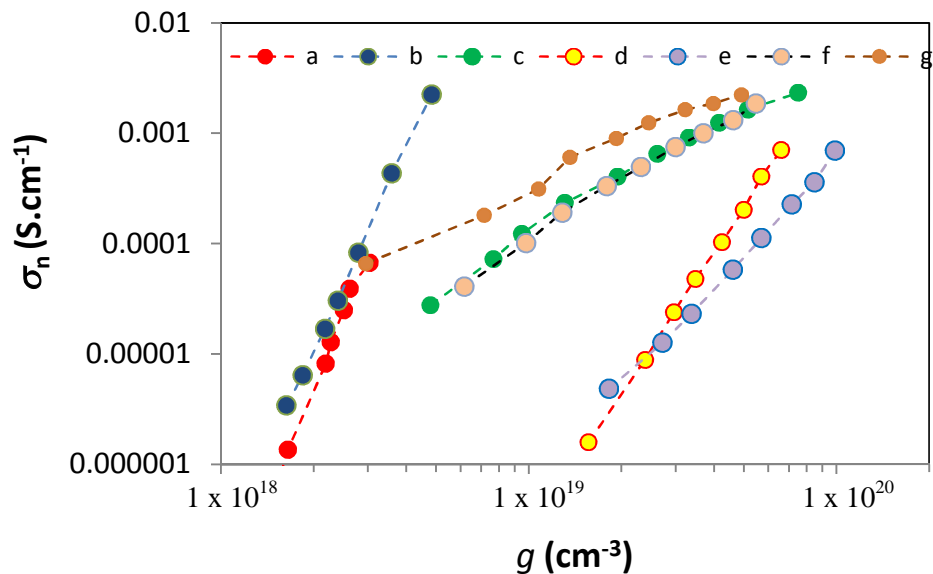 0.01
a b c d e f g
0.001
0.0001
0.00001
0.000001
σn (S.cm-1)
1 x 10^18 1 x 10^19 1 x 10^20
g (cm-3)